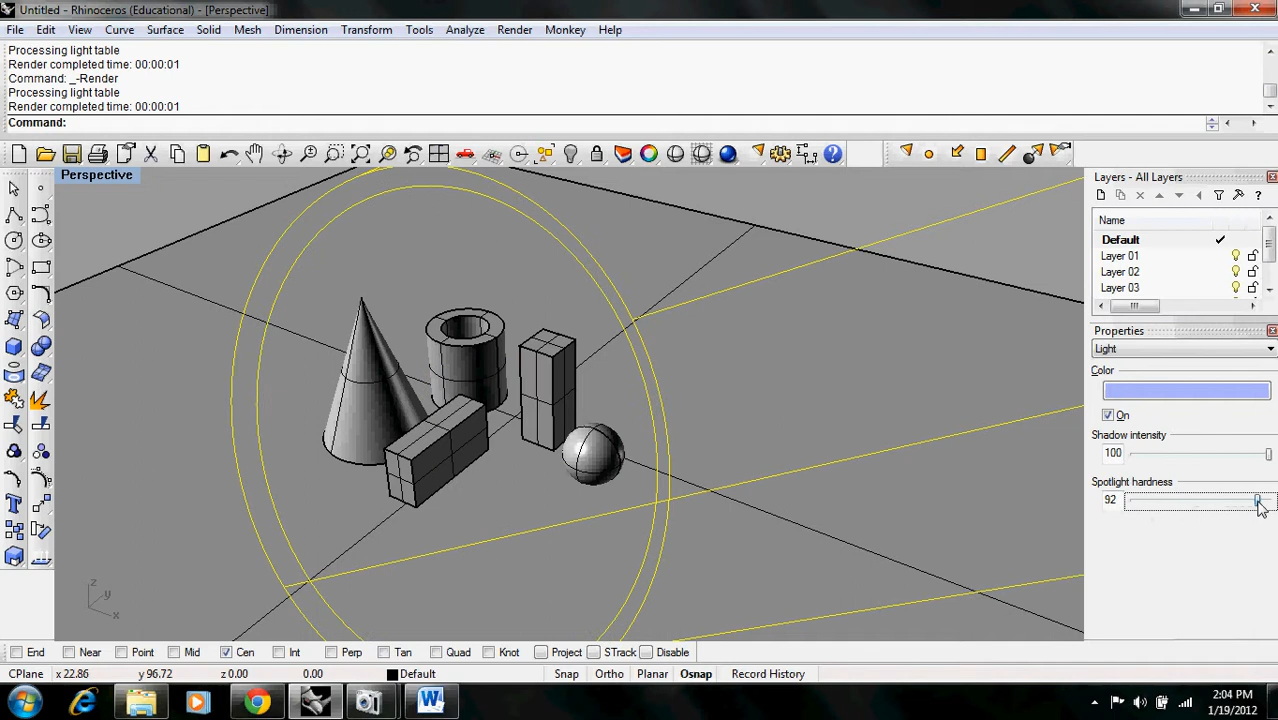 Untitled - Rhinoceros (Educational) - [Perspective]
File Edit View Curve Surface Solid Mesh Dimension Transform Tools Analyze Render Monkey Help
Processing light table
Render completed time: 00:00:01
Command: _-Render
Processing light table
Render completed time: 00:00:01
Command:
Perspective
Layers - All Layers
Name
Default
Layer 01
Layer 02
Layer 03
Properties
Light
Color
On
Shadow intensity
100
Spotlight hardness
92
z
y
x
End Near Point Mid Cen Int Perp Tan Quad Knot Project STrack Disable
CPlane x 22.86 y 96.72 z 0.00 0.00 Default Snap Ortho Planar Osnap Record History
2:04 PM
1/19/2012